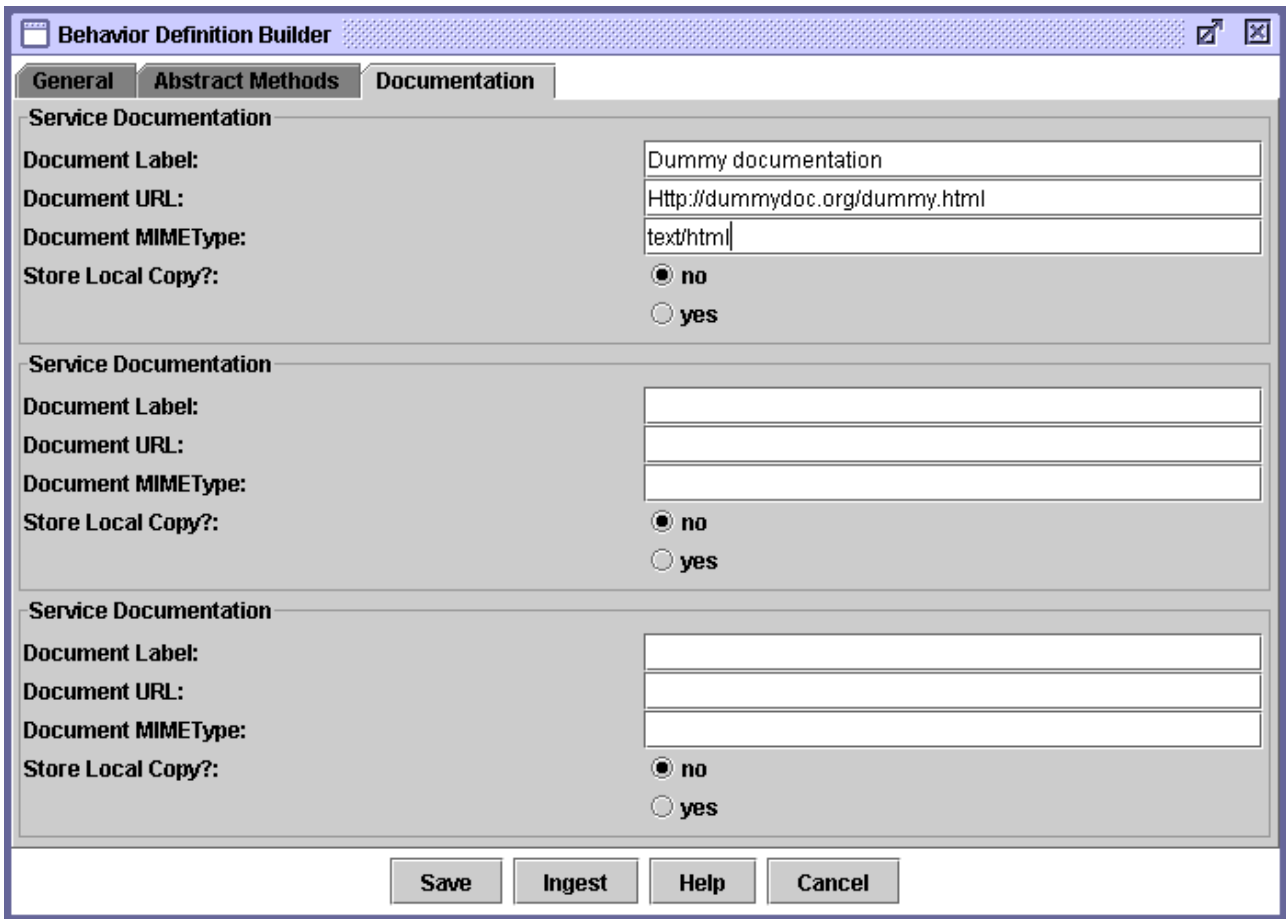 Behavior Definition Builder
General Abstract Methods Documentation
Service Documentation
Document Label: Dummy documentation
Document URL: Http://dummydoc.org/dummy.html
Document MIMEType: text/html
Store Local Copy?: no
yes
Service Documentation
Document Label:
Document URL:
Document MIMEType:
Store Local Copy?: no
yes
Service Documentation
Document Label:
Document URL:
Document MIMEType:
Store Local Copy?: no
yes
Save Ingest Help Cancel